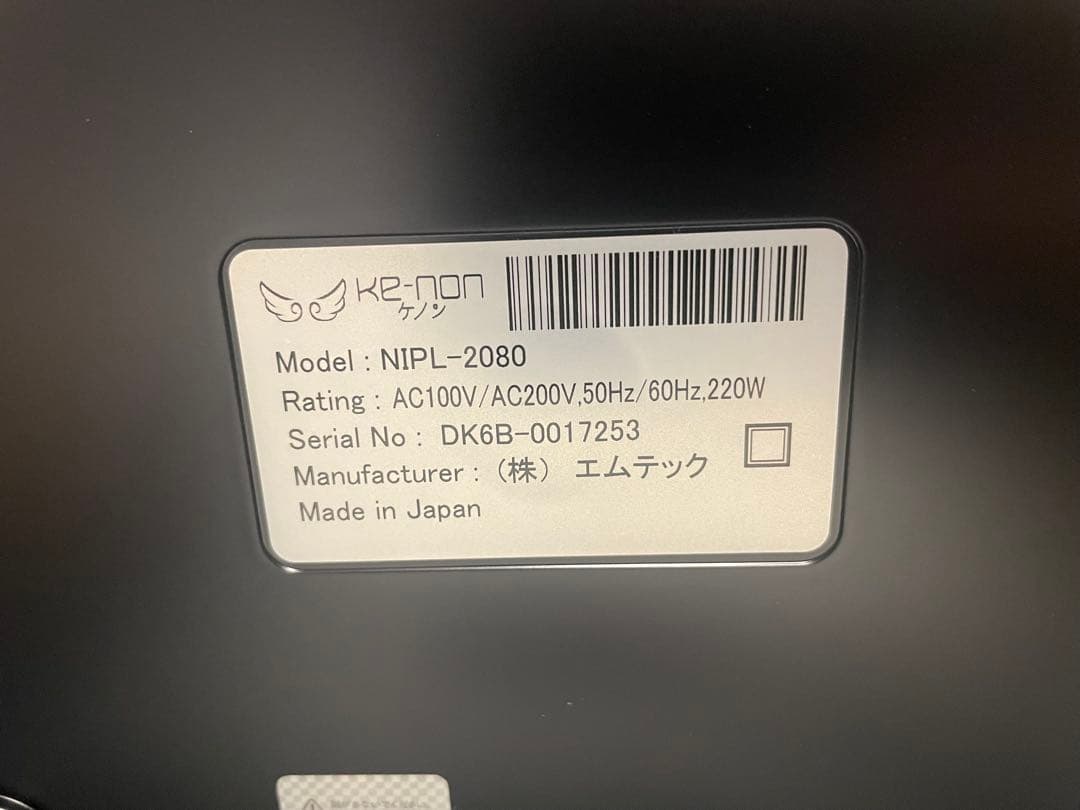 ke-non
ケノン
Model : NIPL-2080
Rating : AC100V/AC200V,50Hz/60Hz,220W
Serial No : DK6B-0017253
Manufacturer : （株） エムテック
Made in Japan